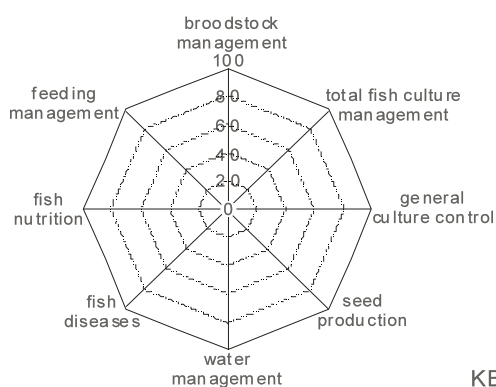 broodstock
management
100
feeding
management
80
total fish culture
management
60
40
20
fish
nutrition
0
general
culture control
fish
diseases
seed
production
water
management
KE